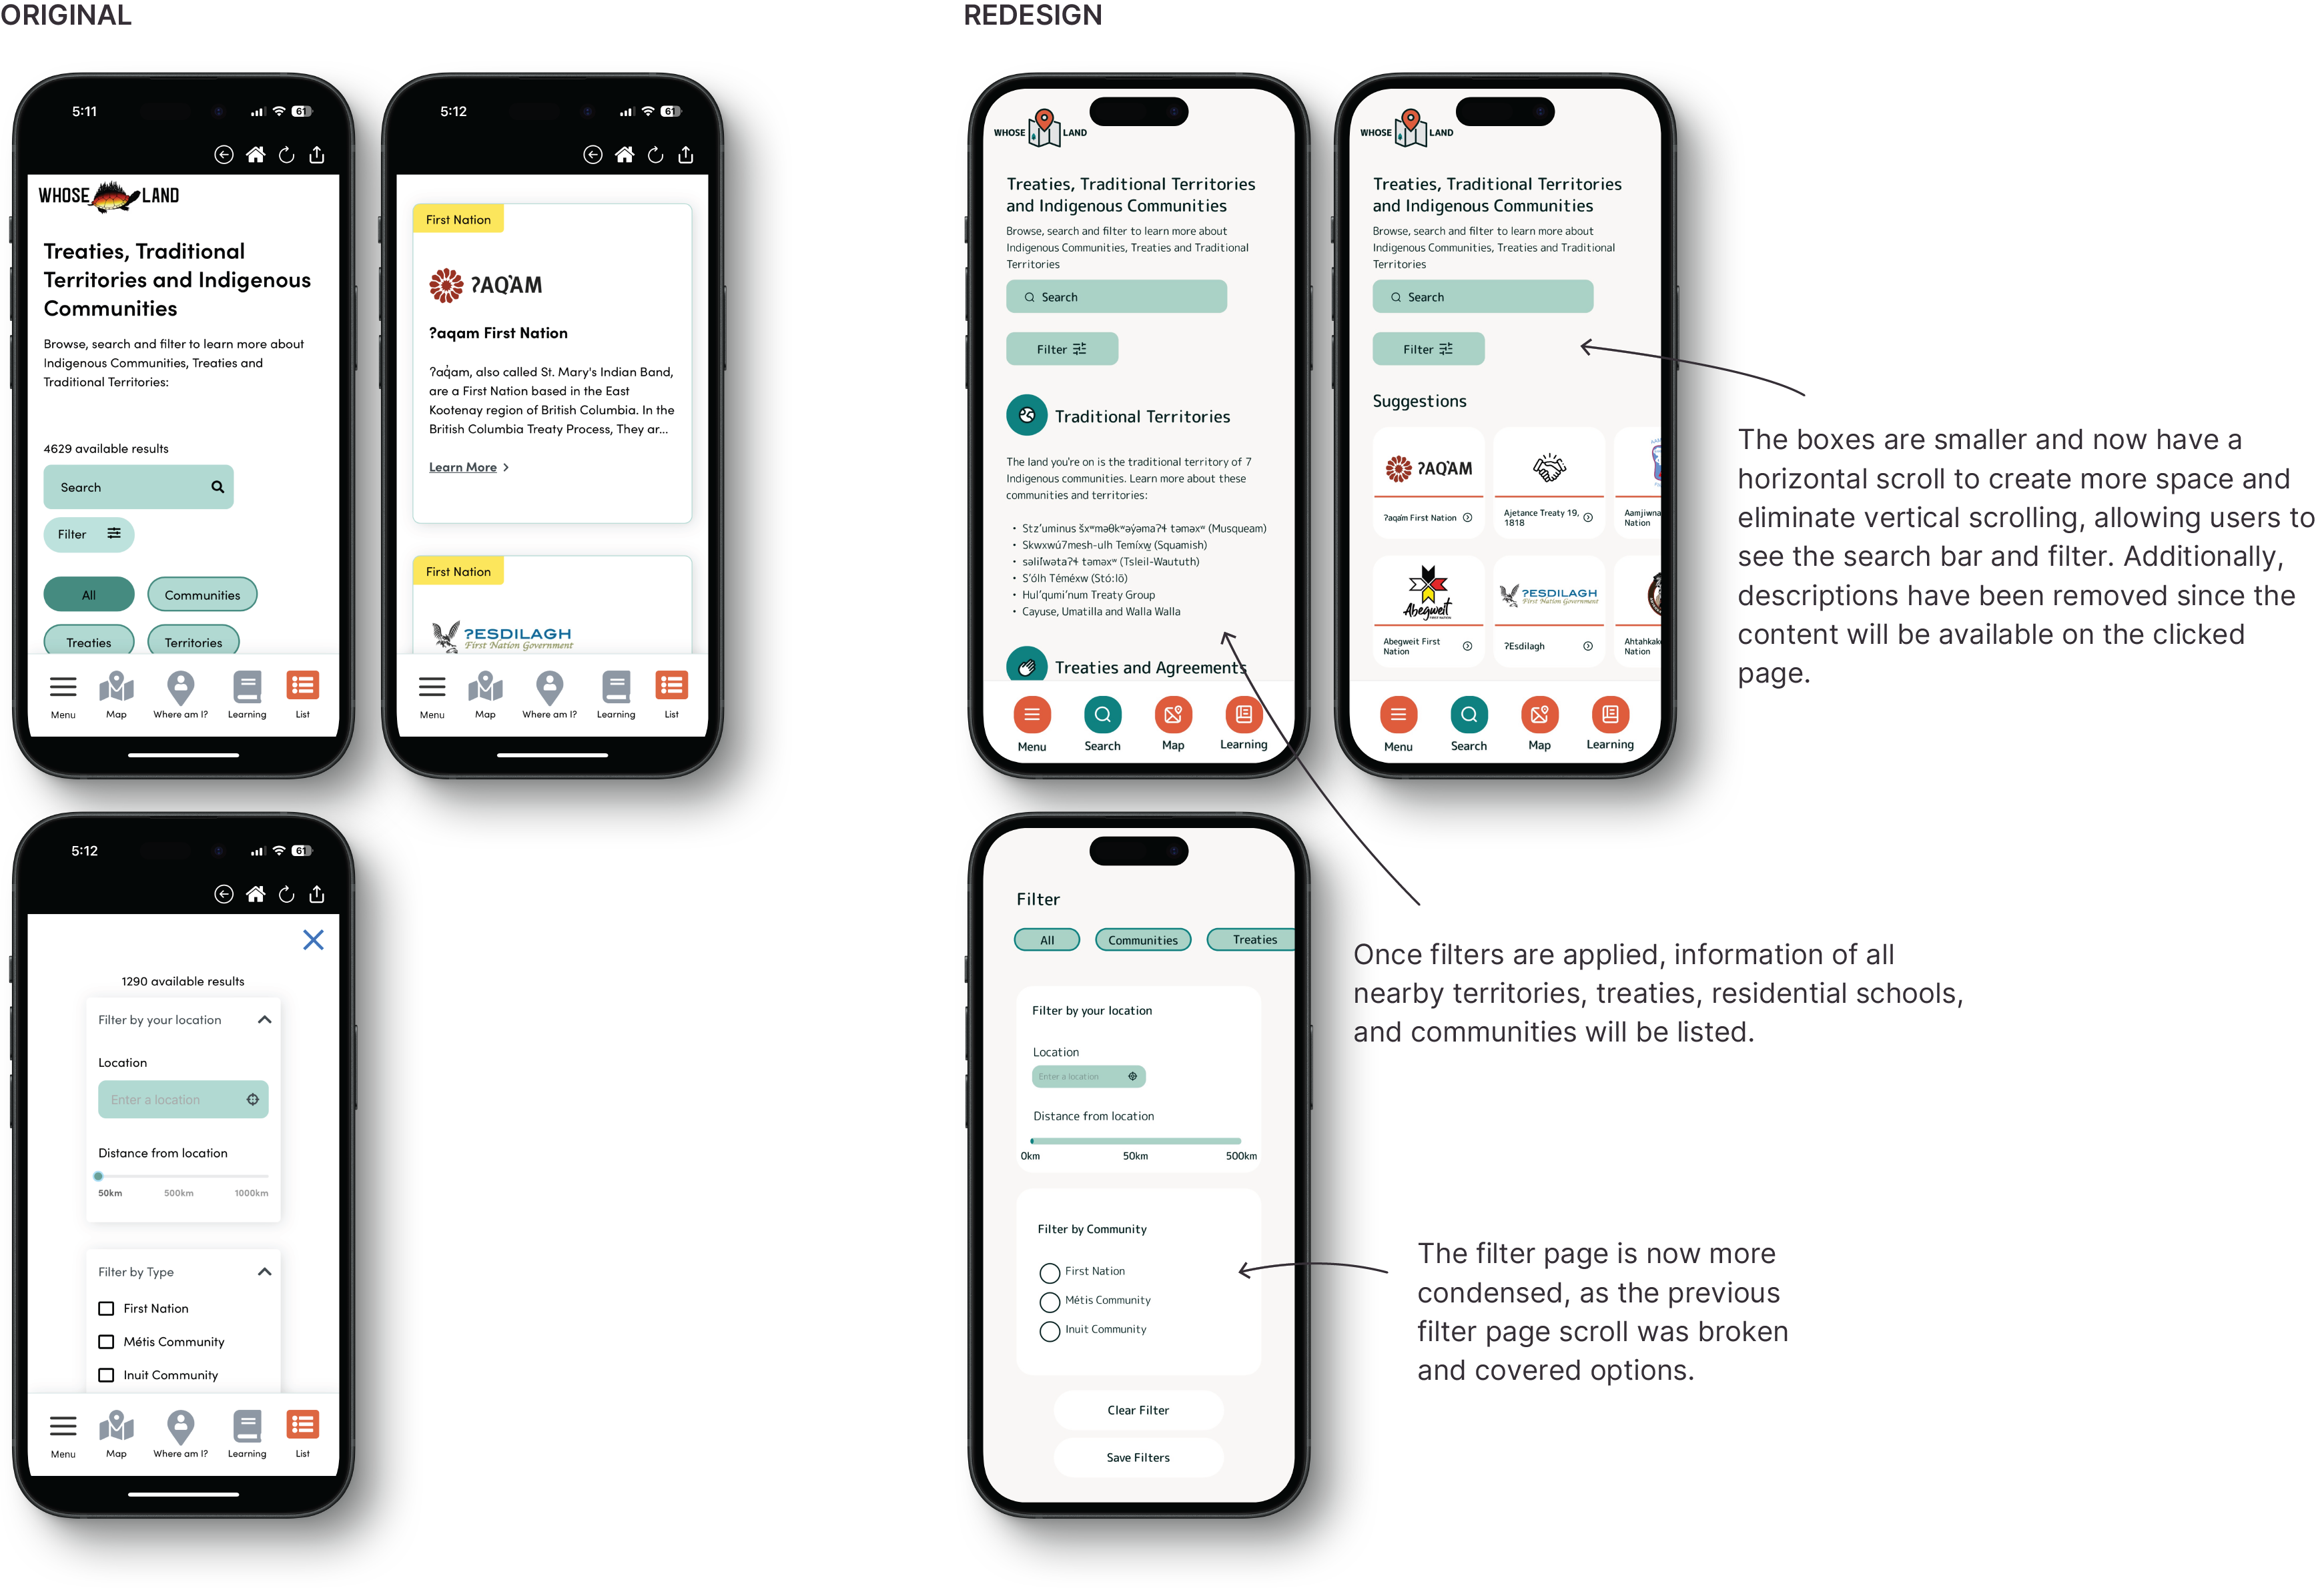 ORIGINAL
5:11
61
WHOSE LAND
Treaties, Traditional
Territories and Indigenous
Communities
Browse, search and filter to learn more about
Indigenous Communities, Treaties and
Traditional Territories:
4629 available results
Search
Filter
All
Communities
Treaties
Territories
Menu
Map
Where am I?
Learning
List
5:12
61
First Nation
ʔAQ̓AM
?aqam First Nation
ʔaq̓am, also called St. Mary's Indian Band,
are a First Nation based in the East
Kootenay region of British Columbia. In the
British Columbia Treaty Process, They ar...
Learn More
First Nation
ʔESDILAGH
First Nation Government
Menu
Map
Where am I?
Learning
List
5:12
61
1290 available results
Filter by your location
Location
Enter a location
Distance from location
50km 500km 1000km
Filter by Type
First Nation
Métis Community
Inuit Community
Menu
Map
Where am I?
Learning
List
REDESIGN
WHOSE LAND
Treaties, Traditional Territories
and Indigenous Communities
Browse, search and filter to learn more about
Indigenous Communities, Treaties and Traditional
Territories
Search
Filter
Traditional Territories
The land you're on is the traditional territory of 7
Indigenous communities. Learn more about these
communities and territories:
• Stz'uminus šxʷməθkʷəy̓əmaʔɬ təməxʷ (Musqueam)
• Skwxwú7mesh-ulh Temíx̱w (Squamish)
• səlil̓wətaʔɬ təməxʷ (Tsleil-Waututh)
• S'ólh Téméxw (Stó:lō)
• Hul'qumi'num Treaty Group
• Cayuse, Umatilla and Walla Walla
Treaties and Agreements
Menu
Search
Map
Learning
WHOSE LAND
Treaties, Traditional Territories
and Indigenous Communities
Browse, search and filter to learn more about
Indigenous Communities, Treaties and Traditional
Territories
Search
Filter
Suggestions
ʔAQ̓AM
ʔaqam First Nation
Ajetance Treaty 19,
1818
Aamjiwna
Nation
Abegweit
FIRST NATION
Abegweit First
Nation
ʔESDILAGH
First Nation Government
?Esdilagh
Ahtahkak
Nation
Menu
Search
Map
Learning
The boxes are smaller and now have a
horizontal scroll to create more space and
eliminate vertical scrolling, allowing users to
see the search bar and filter. Additionally,
descriptions have been removed since the
content will be available on the clicked
page.
Once filters are applied, information of all
nearby territories, treaties, residential schools,
and communities will be listed.
Filter
All
Communities
Treaties
Filter by your location
Location
Enter a location
Distance from location
0km 50km 500km
Filter by Community
First Nation
Métis Community
Inuit Community
Clear Filter
Save Filters
The filter page is now more
condensed, as the previous
filter page scroll was broken
and covered options.